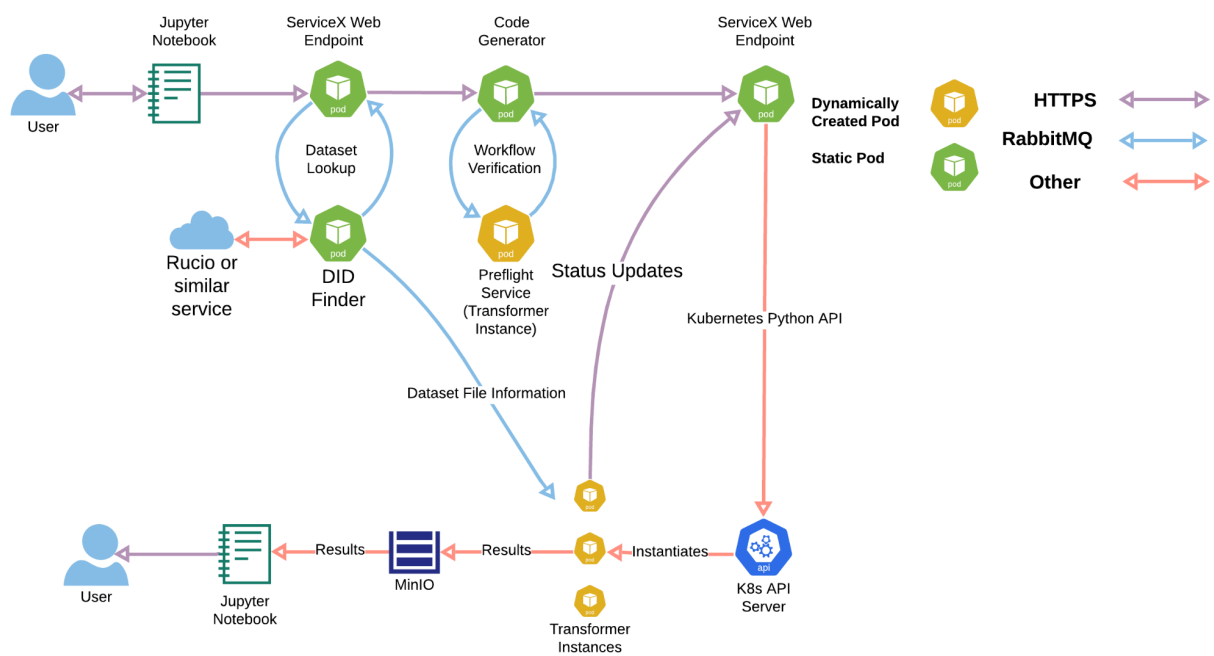 Jupyter
Notebook
ServiceX Web
Endpoint
Code
Generator
ServiceX Web
Endpoint
User
pod
pod
pod
Dynamically
Created Pod
pod
Static Pod
pod
HTTPS
RabbitMQ
Other
Dataset
Lookup
Workflow
Verification
pod
pod
Rucio or
similar
service
DID
Finder
Preflight
Service
(Transformer
Instance)
Status Updates
Kubernetes Python API
Dataset File Information
pod
pod
pod
Transformer
Instances
Instantiates
api
K8s API
Server
Results
MinIO
Results
Jupyter
Notebook
User